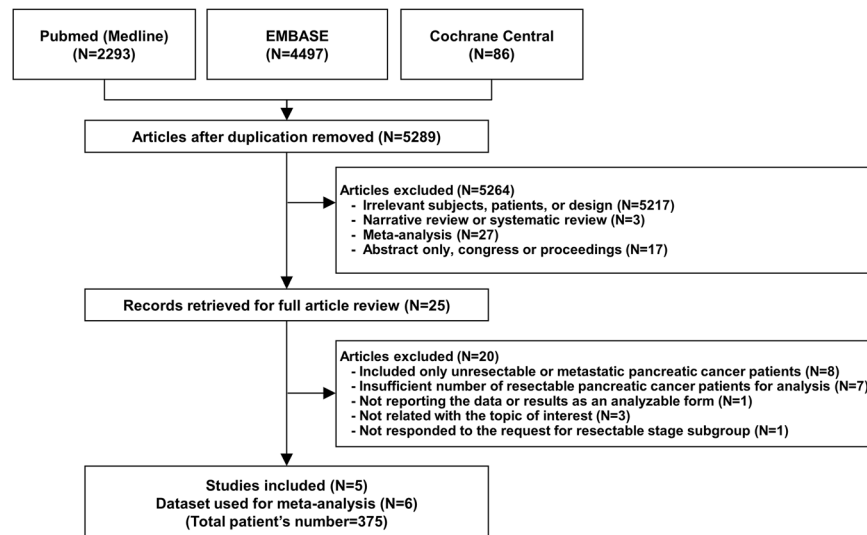 Pubmed (Medline)
(N=2293)
EMBASE
(N=4497)
Cochrane Central
(N=86)
Articles after duplication removed (N=5289)
Articles excluded (N=5264)
- Irrelevant subjects, patients, or design (N=5217)
- Narrative review or systematic review (N=3)
- Meta-analysis (N=27)
- Abstract only, congress or proceedings (N=17)
Records retrieved for full article review (N=25)
Articles excluded (N=20)
- Included only unresectable or metastatic pancreatic cancer patients (N=8)
- Insufficient number of resectable pancreatic cancer patients for analysis (N=7)
- Not reporting the data or results as an analyzable form (N=1)
- Not related with the topic of interest (N=3)
- Not responded to the request for resectable stage subgroup (N=1)
Studies included (N=5)
Dataset used for meta-analysis (N=6)
(Total patient's number=375)